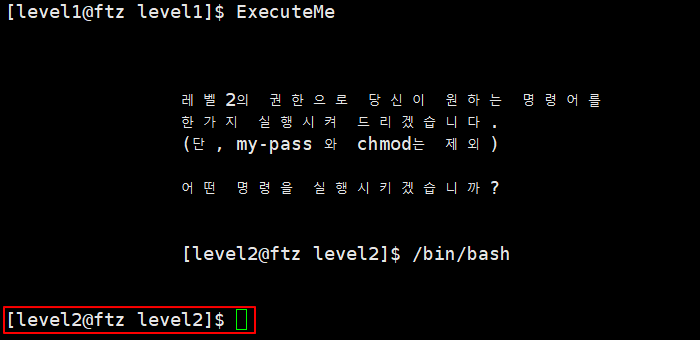 [level1@ftz level1]$ ExecuteMe
레벨2의 권한으로 당신이 원하는 명령어를
한가지 실행시켜 드리겠습니다.
(단, my-pass 와 chmod는 제외)
어떤 명령을 실행시키겠습니까?
[level2@ftz level2]$ /bin/bash
[level2@ftz level2]$